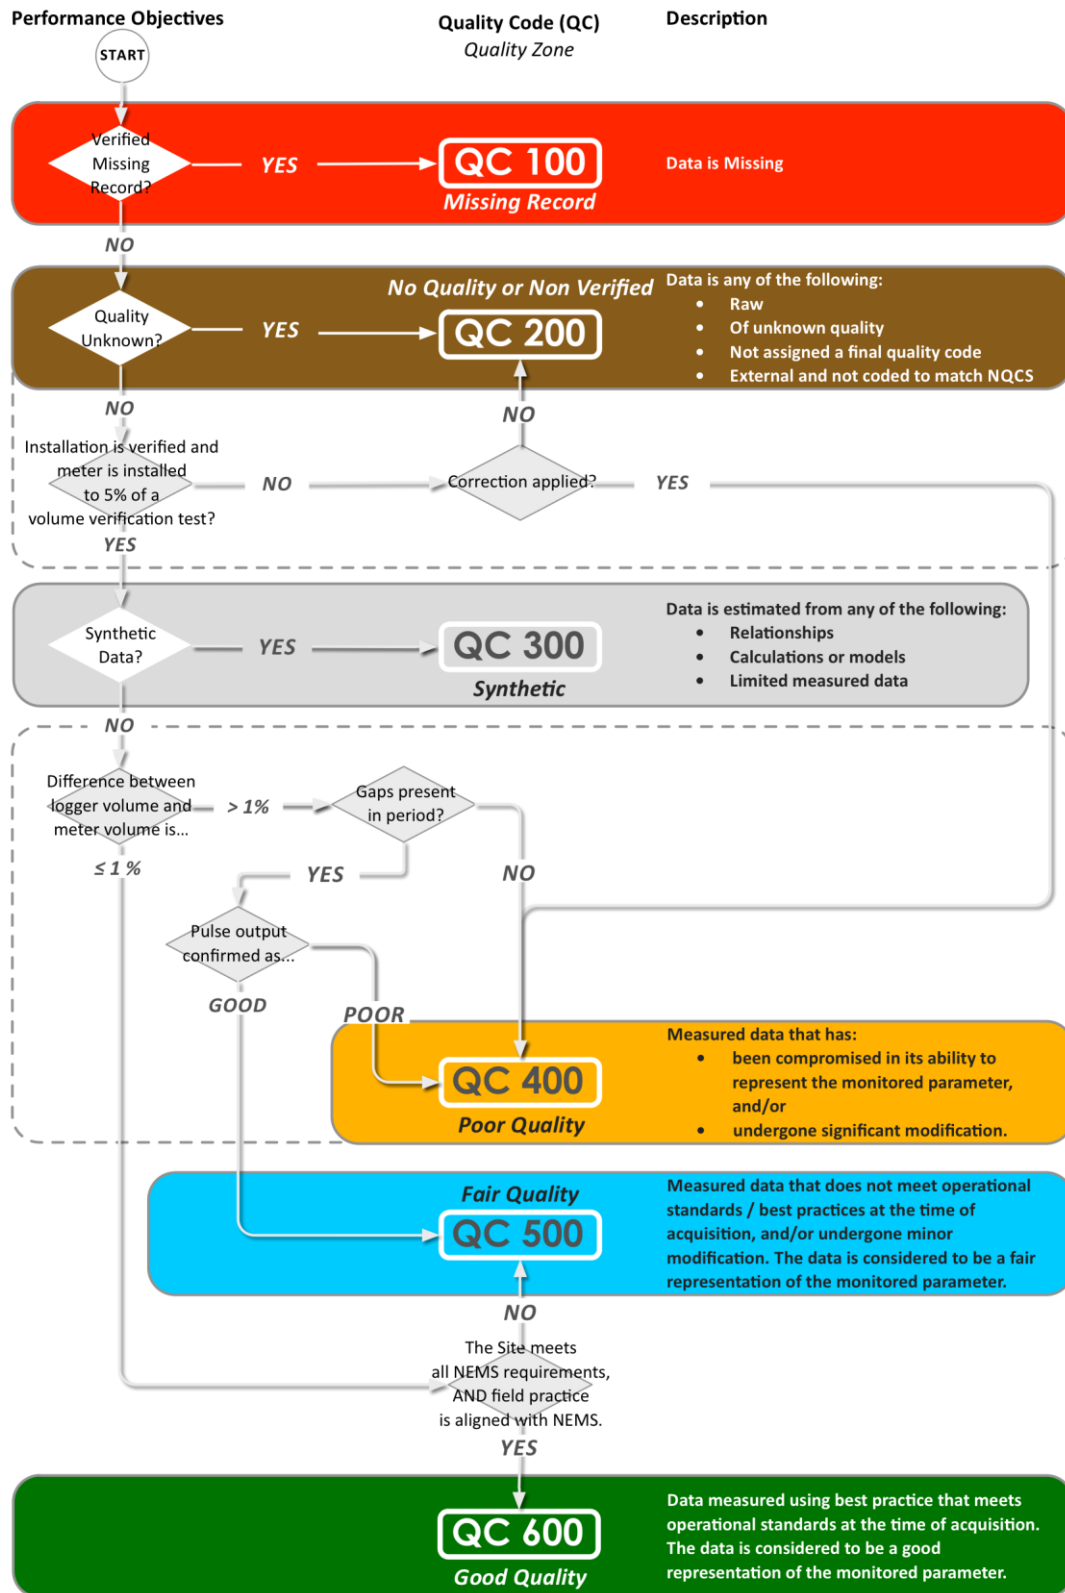 Performance Objectives
Quality Code (QC)
Description
Quality Zone
START
Verified
Missing
Record?
YES
QC 100
Missing Record
Data is Missing
NO
Quality
Unknown?
YES
No Quality or Non Verified
QC 200
Data is any of the following:
• Raw
• Of unknown quality
• Not assigned a final quality code
• External and not coded to match NQCS
NO
NO
Installation is verified and
meter is installed
to 5% of a
volume verification test?
NO
Correction applied?
YES
YES
Synthetic
Data?
YES
QC 300
Synthetic
Data is estimated from any of the following:
• Relationships
• Calculations or models
• Limited measured data
NO
Difference between
logger volume and
meter volume is...
> 1%
Gaps present
in period?
≤ 1 %
YES
NO
Pulse output
confirmed as...
GOOD
POOR
QC 400
Poor Quality
Measured data that has:
• been compromised in its ability to
represent the monitored parameter,
and/or
• undergone significant modification.
Fair Quality
QC 500
Measured data that does not meet operational
standards / best practices at the time of
acquisition, and/or undergone minor
modification. The data is considered to be a fair
representation of the monitored parameter.
NO
The Site meets
all NEMS requirements,
AND field practice
is aligned with NEMS.
YES
QC 600
Good Quality
Data measured using best practice that meets
operational standards at the time of acquisition.
The data is considered to be a good
representation of the monitored parameter.